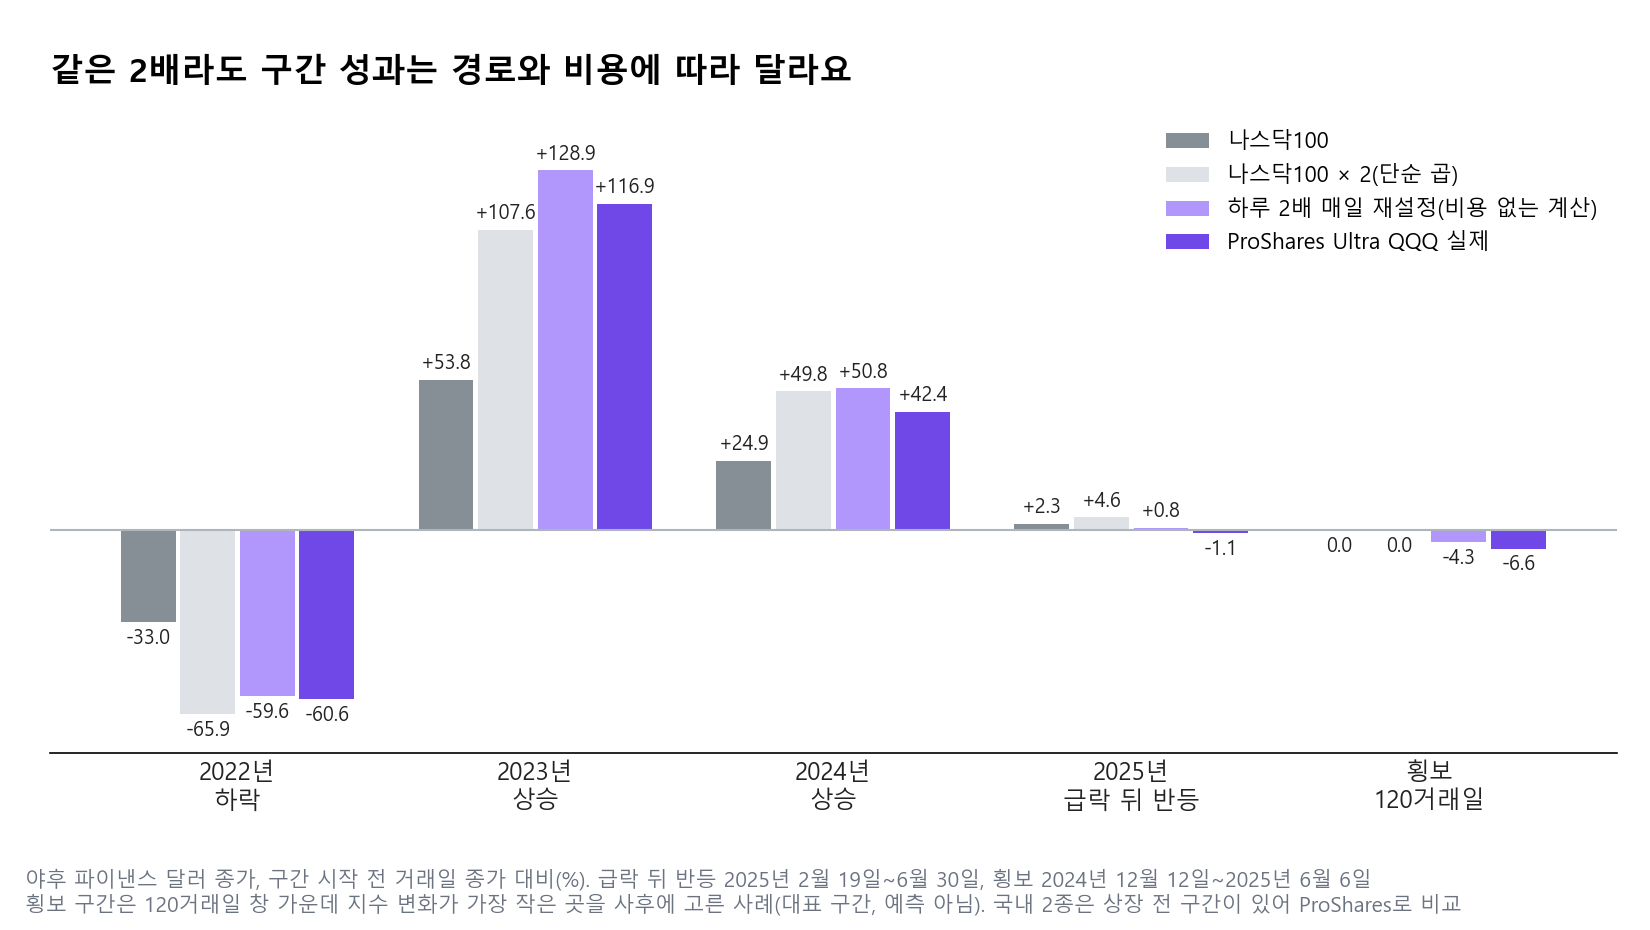 같은 2배라도 구간 성과는 경로와 비용에 따라 달라요
나스닥100
나스닥100 × 2(단순 곱)
하루 2배 매일 재설정(비용 없는 계산)
ProShares Ultra QQQ 실제
-33.0
-65.9
-59.6
-60.6
+53.8
+107.6
+128.9
+116.9
+24.9
+49.8
+50.8
+42.4
+2.3
+4.6
+0.8
-1.1
0.0
0.0
-4.3
-6.6
2022년
하락
2023년
상승
2024년
상승
2025년
급락 뒤 반등
횡보
120거래일
야후 파이낸스 달러 종가, 구간 시작 전 거래일 종가 대비(%). 급락 뒤 반등 2025년 2월 19일~6월 30일, 횡보 2024년 12월 12일~2025년 6월 6일
횡보 구간은 120거래일 창 가운데 지수 변화가 가장 작은 곳을 사후에 고른 사례(대표 구간, 예측 아님). 국내 2종은 상장 전 구간이 있어 ProShares로 비교